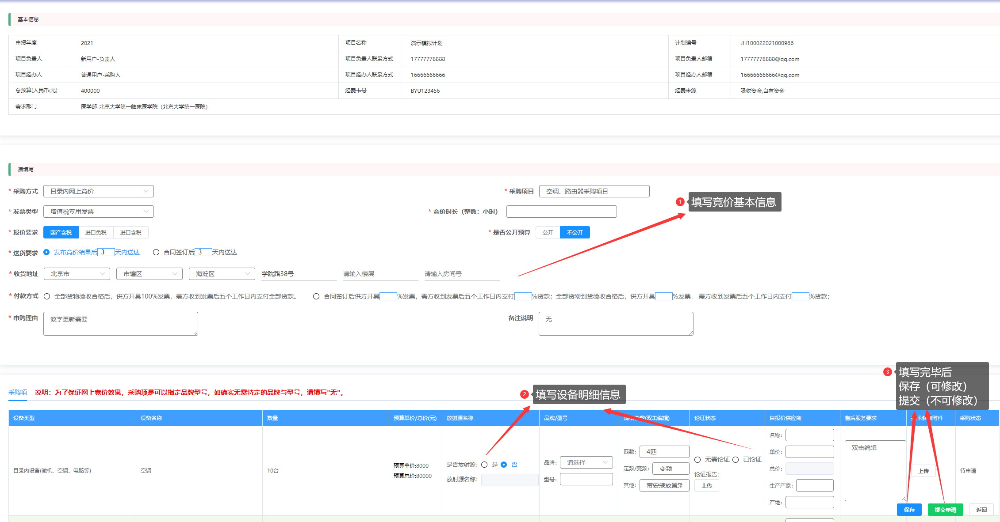 基本信息
申报年度 2021 项目名称 演示模拟计划 计划编号 JH100022021000966
项目负责人 新用户-负责人 项目负责人联系方式 17777778888 项目负责人邮箱 17777778888@qq.com
项目经办人 普通用户-采购人 项目经办人联系方式 16666666666 项目经办人邮箱 16666666666@qq.com
总预算(人民币:元) 400000 经费卡号 BYU123456 经费来源 吸收资金,自有资金
需求部门 医学部-北京大学第一临床医学院（北京大学第一医院）
请填写
* 采购方式 目录内网上竞价 * 采购项目 空调、路由器采购项目
1 填写竞价基本信息
* 发票类型 增值税专用发票 * 竞价时长（整数：小时）
* 报价要求 国产含税 进口免税 进口含税 * 是否公开预算 公开 不公开
* 送货要求 发布竞价结果后 3 天内送达 合同签订后 3 天内送达
* 收货地址 北京市 市辖区 海淀区 学院路38号 请输入楼层 请输入房间号
* 付款方式 全部货物验收合格后，供方开具100%发票，需方收到发票后五个工作日内支付全部货款。 合同签订后供方开具 %发票，需方收到发票后五个工作日内支付 %货款；全部货物到货验收合格后，供方开具 %发票， 需方收到发票后五个工作日内支付 %货款；
* 申购理由 教学更新需要 备注说明 无
3 填写完毕后
保存（可修改）
提交（不可修改）
采购项 说明：为了保证网上竞价效果，采购项是可以指定品牌型号，如确实无需特定的品牌与型号，请填写"无"。
2 填写设备明细信息
设备类型 设备名称 数量 预算单价/总价(元) 放射源名称 品牌/型号 参数(双击编辑) 论证状态 自报价供应商 售后服务要求 附件 采购状态
目录内设备(微机、空调、电脑等) 空调 10台
预算单价:8000
预算总价:80000
是否放射源: 是 否
放射源名称:
品牌: 请选择
型号:
匹数: 4匹
定频/变频: 变频
其他: 带安装放置架
无需论证 已论证
论证报告:
上传
名称:
单价:
总价:
生产产家:
产地:
双击编辑
上传
待申请
保存 提交申请 返回